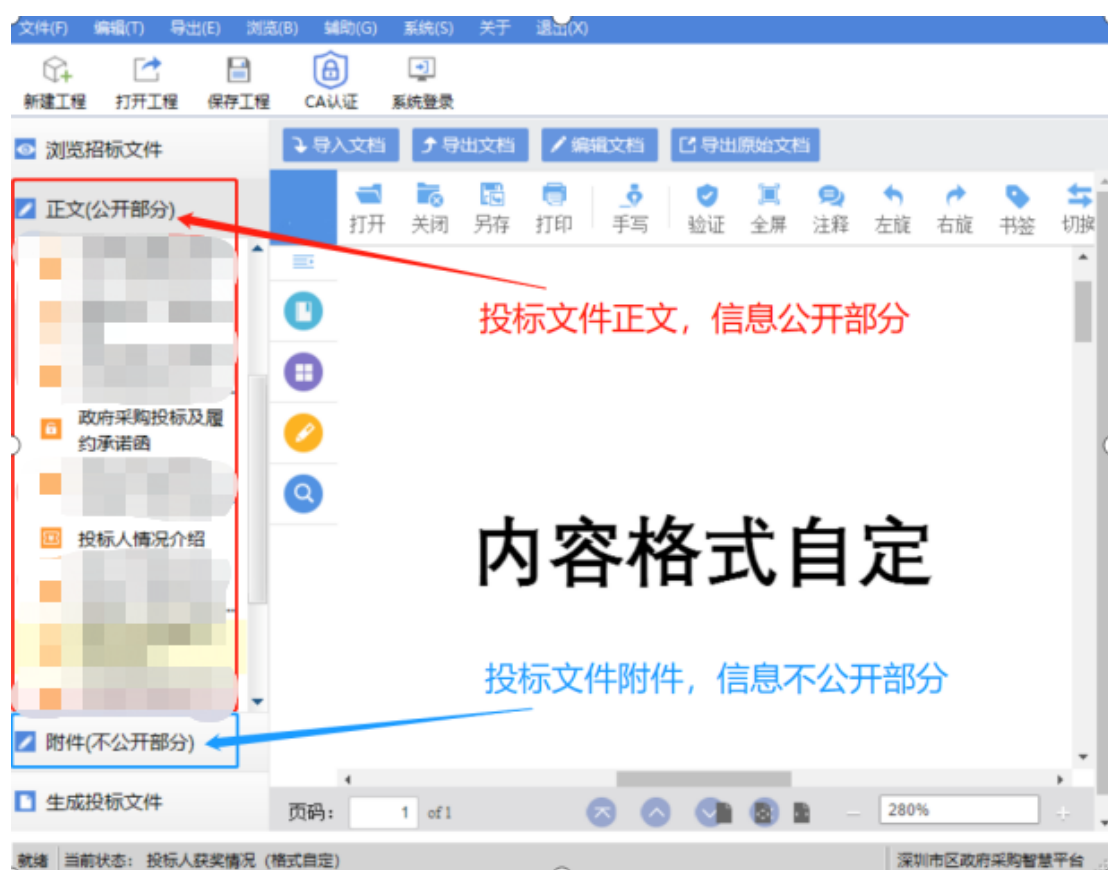 文件(F) 编辑(T) 导出(E) 浏览(B) 辅助(G) 系统(S) 关于 退出(X)
新建工程 打开工程 保存工程 CA认证 系统登录
浏览招标文件
导入文档 导出文档 编辑文档 导出原始文档
正文(公开部分)
打开 关闭 另存 打印 手写 验证 全屏 注释 左旋 右旋 书签 切换
投标文件正文，信息公开部分
政府采购投标及履
约承诺函
投标人情况介绍
内容格式自定
投标文件附件，信息不公开部分
附件(不公开部分)
生成投标文件
页码： 1 of 1 280%
就绪 当前状态： 投标人获奖情况（格式自定） 深圳市区政府采购智慧平台